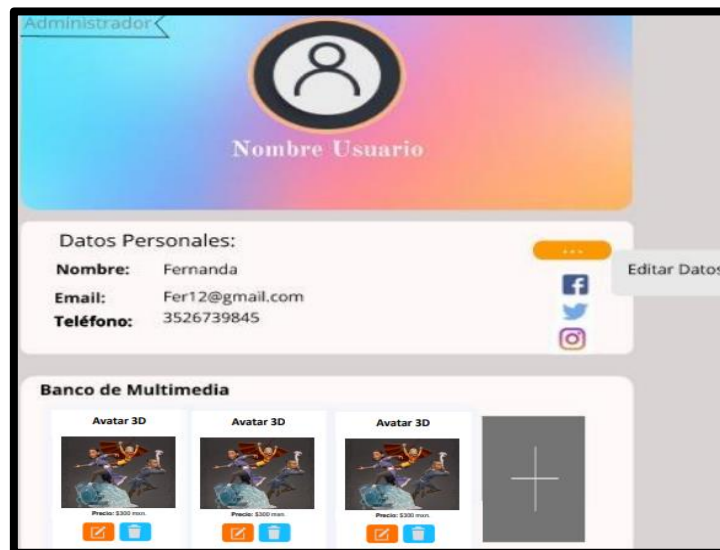 Administrador
Nombre Usuario
Datos Personales:
...
Nombre: Fernanda
Editar Datos
Email: Fer12@gmail.com
Teléfono: 3526739845
Banco de Multimedia
Avatar 3D Avatar 3D Avatar 3D
Precio: $300 mxn. Precio: $300 mxn. Precio: $300 mxn.